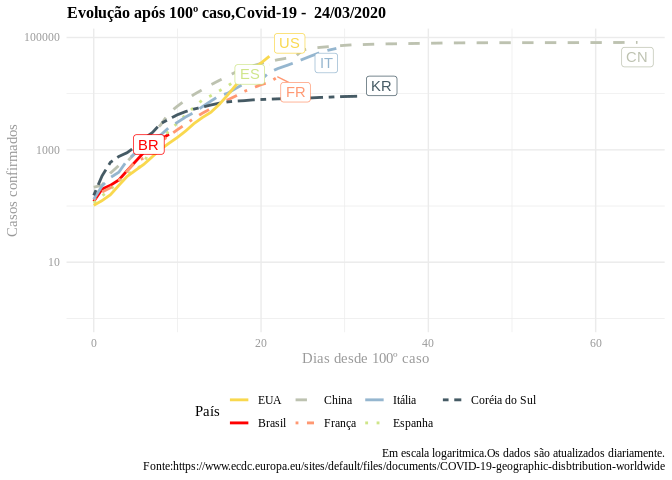 Evolução após 100º caso,Covid-19 -  24/03/2020
Casos confirmados
100000
1000
10
US
IT
CN
ES
FR
KR
BR
0
20
40
60
Dias desde 100º caso
País
EUA
China
Itália
Coréia do Sul
Brasil
França
Espanha
Em escala logaritmica.Os dados são atualizados diariamente.
Fonte:https://www.ecdc.europa.eu/sites/default/files/documents/COVID-19-geographic-disbtribution-worldwide